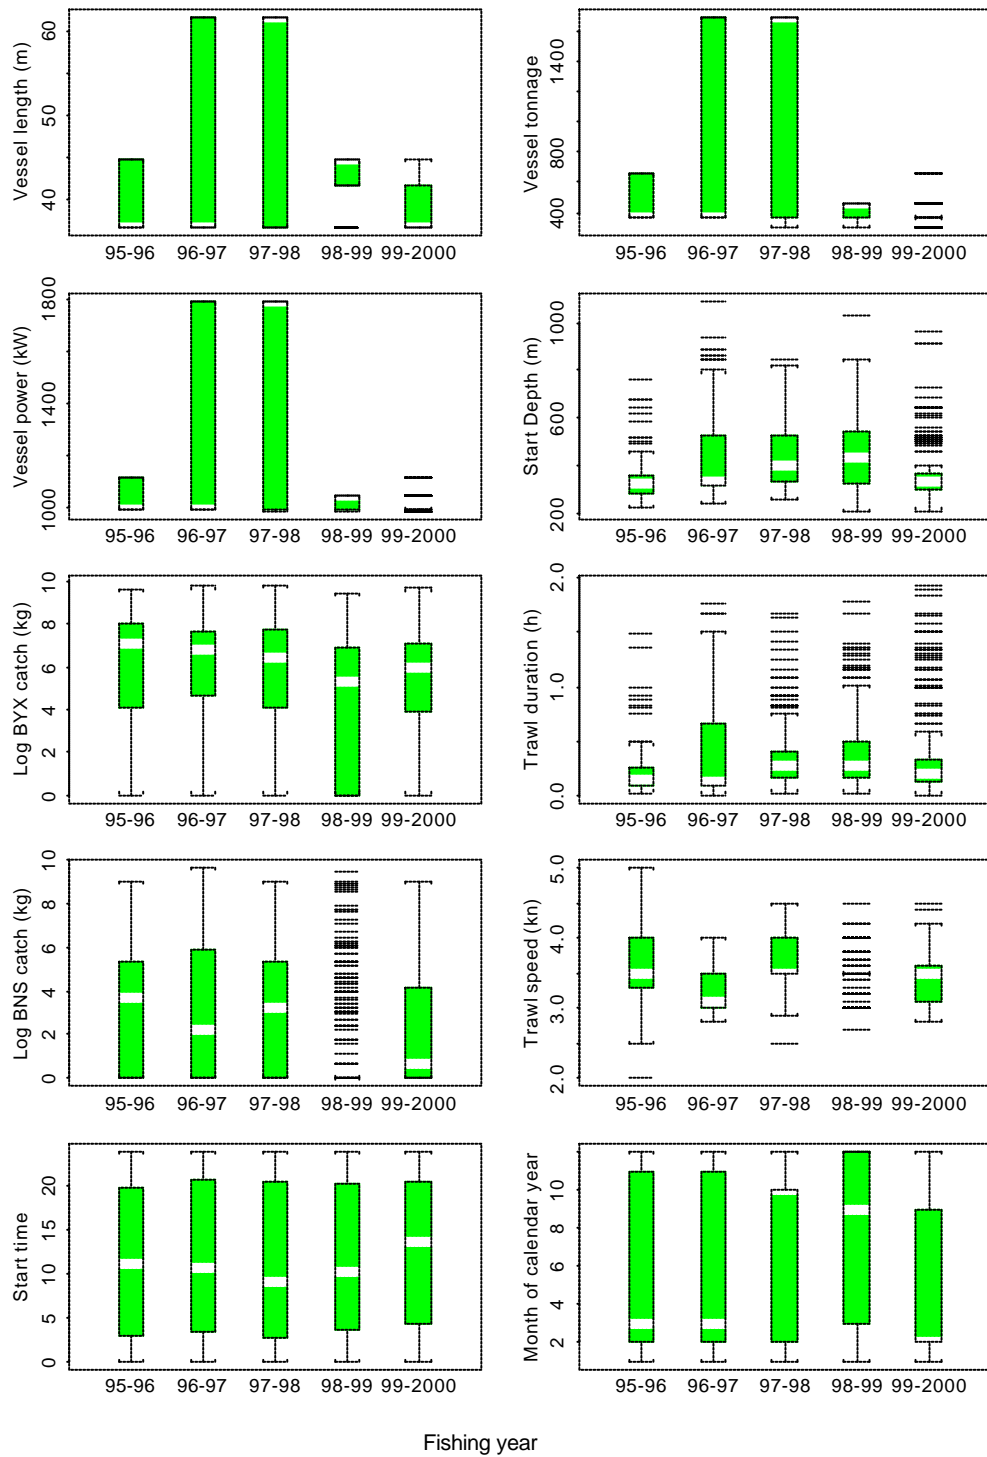 Vessel length (m)
60
50
40
95-96 96-97 97-98 98-99 99-2000
Vessel tonnage
1400
800
400
95-96 96-97 97-98 98-99 99-2000
Vessel power (kW)
1800
1400
1000
95-96 96-97 97-98 98-99 99-2000
Start Depth (m)
1000
600
200
95-96 96-97 97-98 98-99 99-2000
Log BYX catch (kg)
10
8
6
4
2
0
95-96 96-97 97-98 98-99 99-2000
Trawl duration (h)
2.0
1.0
0.0
95-96 96-97 97-98 98-99 99-2000
Log BNS catch (kg)
10
8
6
4
2
0
95-96 96-97 97-98 98-99 99-2000
Trawl speed (kn)
5.0
4.0
3.0
2.0
95-96 96-97 97-98 98-99 99-2000
Start time
20
15
10
5
0
95-96 96-97 97-98 98-99 99-2000
Month of calendar year
10
8
6
4
2
95-96 96-97 97-98 98-99 99-2000
Fishing year